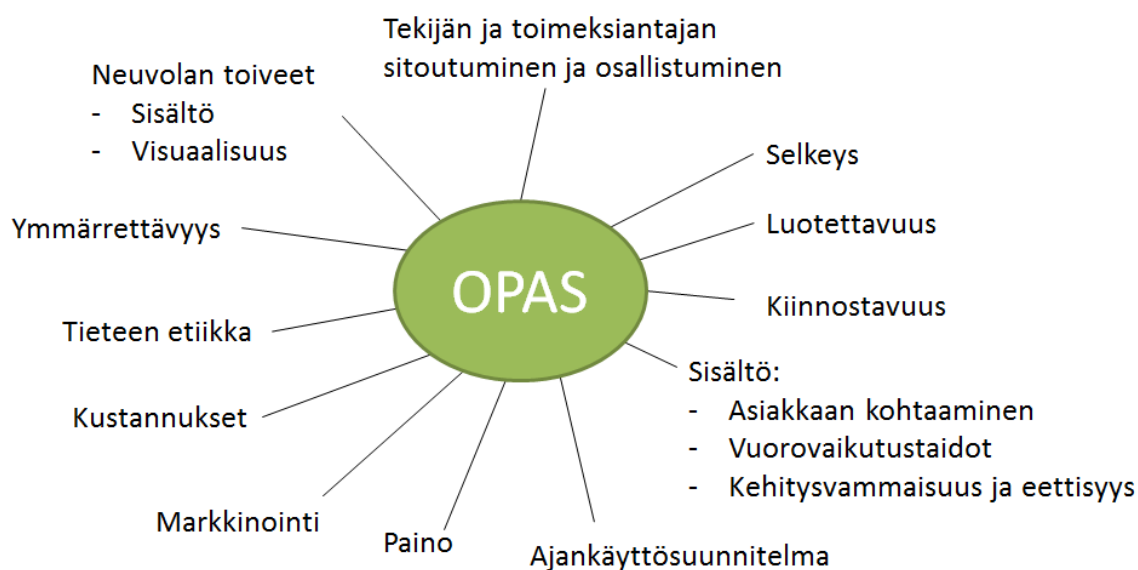 Tekijän ja toimeksiantajan
sitoutuminen ja osallistuminen
Neuvolan toiveet
- Sisältö
- Visuaalisuus
Selkeys
Ymmärrettävyys
Luotettavuus
OPAS
Kiinnostavuus
Tieteen etiikka
Sisältö:
- Asiakkaan kohtaaminen
- Vuorovaikutustaidot
- Kehitysvammaisuus ja eettisyys
Kustannukset
Markkinointi
Paino
Ajankäyttösuunnitelma